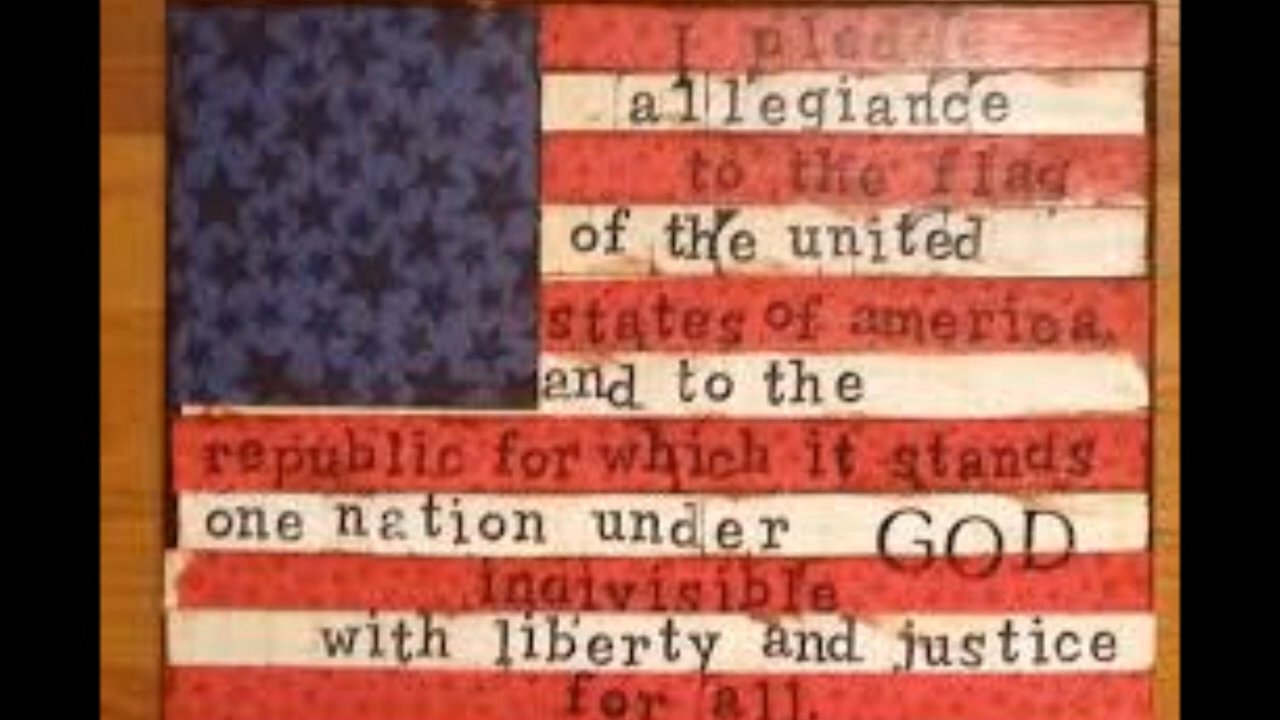 I pledge
allegiance
to the flag
of the united
states of america,
and to the
republic for which it stands
one nation under GOD
indivisible
with liberty and justice
for all.